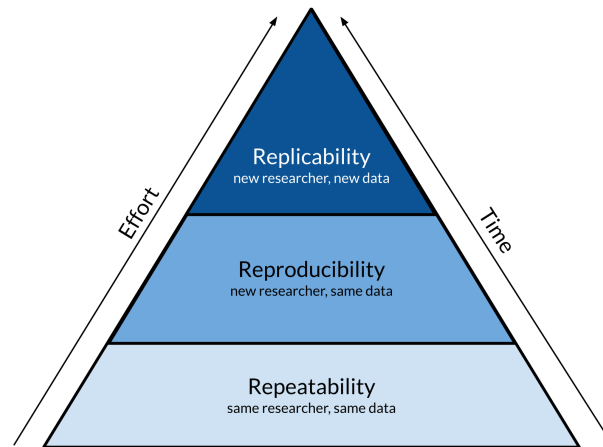 Replicability
new researcher, new data
Effort
Time
Reproducibility
new researcher, same data
Repeatability
same researcher, same data